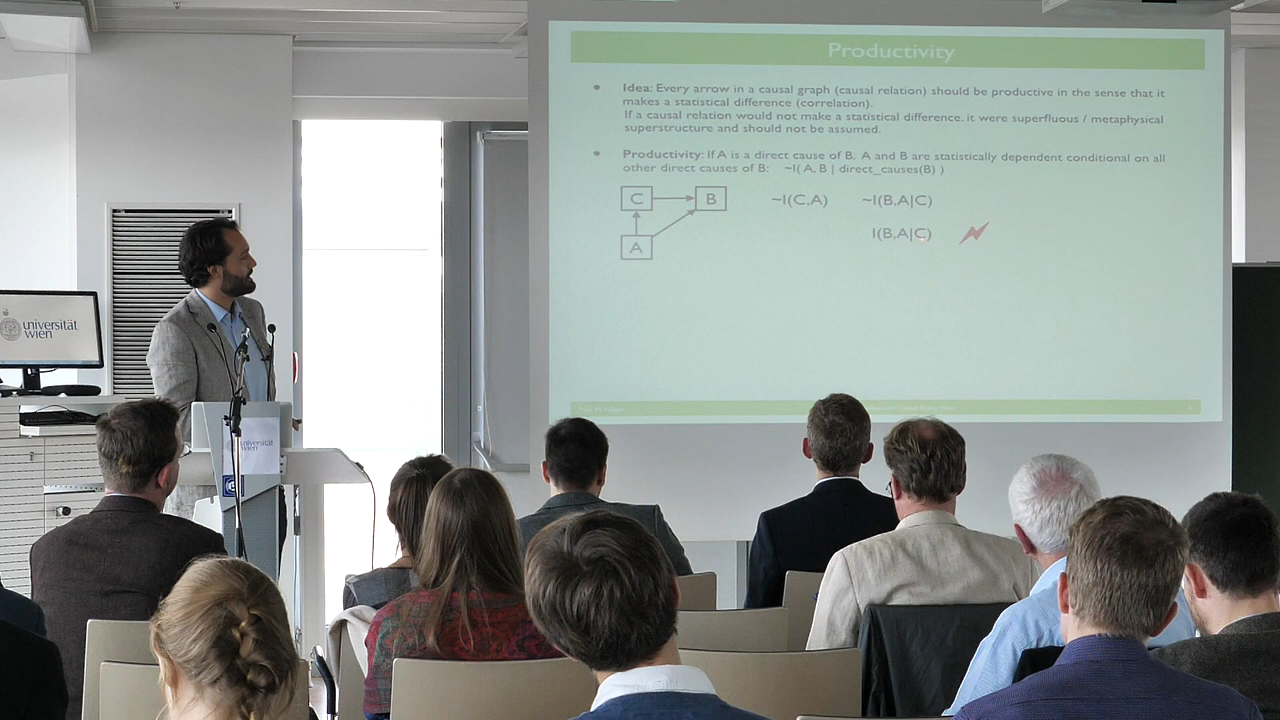 Productivity
• Idea: Every arrow in a causal graph (causal relation) should be productive in the sense that it
makes a statistical difference (correlation).
If a causal relation would not make a statistical difference, it were superfluous / metaphysical
superstructure and should not be assumed.
• Productivity: If A is a direct cause of B, A and B are statistically dependent conditional on all
other direct causes of B: ~I( A, B | direct_causes(B) )
C B ~I(C,A) ~I(B,A|C)
A I(B,A|C)
universität
wien
universität
wien